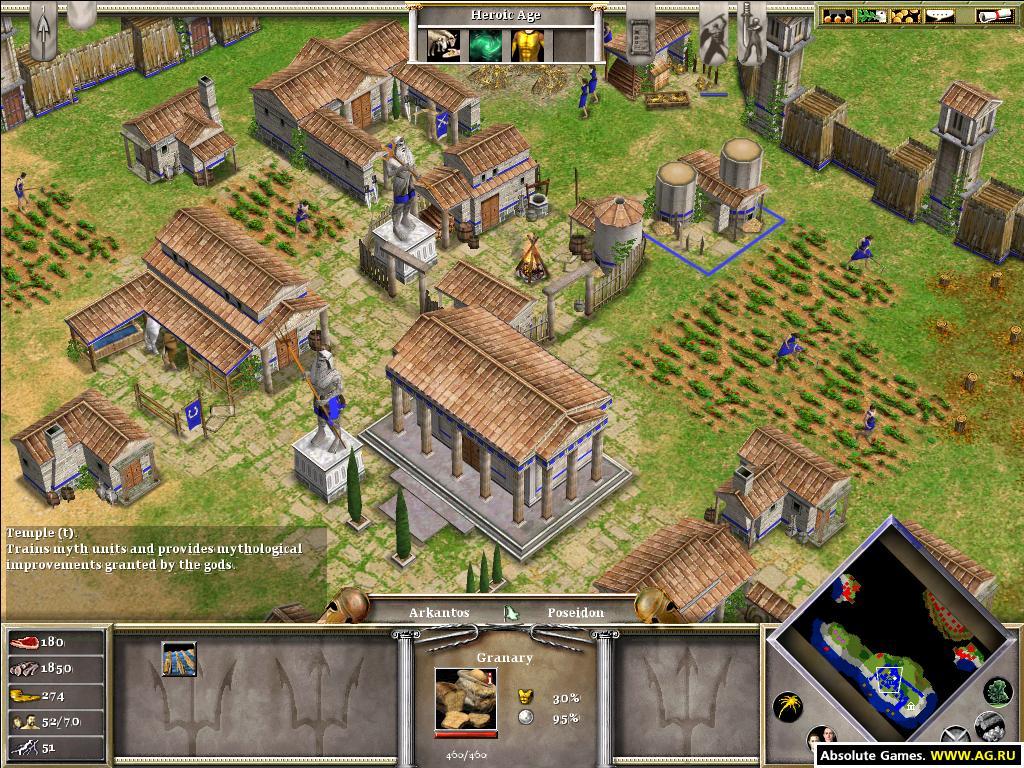 Heroic Age
Temple (t).
Trains myth units and provides mythological
improvements granted by the gods.
Arkantos
Poseidon
180
1850
274
52/70
51
Granary
30%
95%
460/460
Absolute Games. WWW.AG.RU